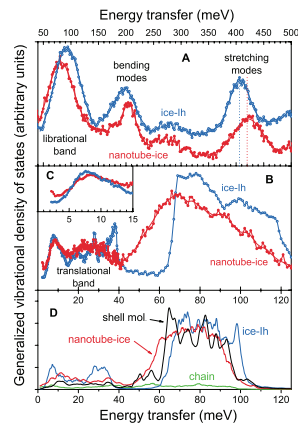 Energy transfer (meV)
50 100 150 200 250 300 350 400 450 500
bending
modes
A
stretching
modes
ice-Ih
librational
band
nanotube-ice
C
5 10 15
B
ice-Ih
nanotube-ice
translational
band
D
shell mol.
ice-Ih
nanotube-ice
chain
0 20 40 60 80 100 120
Energy transfer (meV)
Generalized vibrational density of states (arbitrary units)